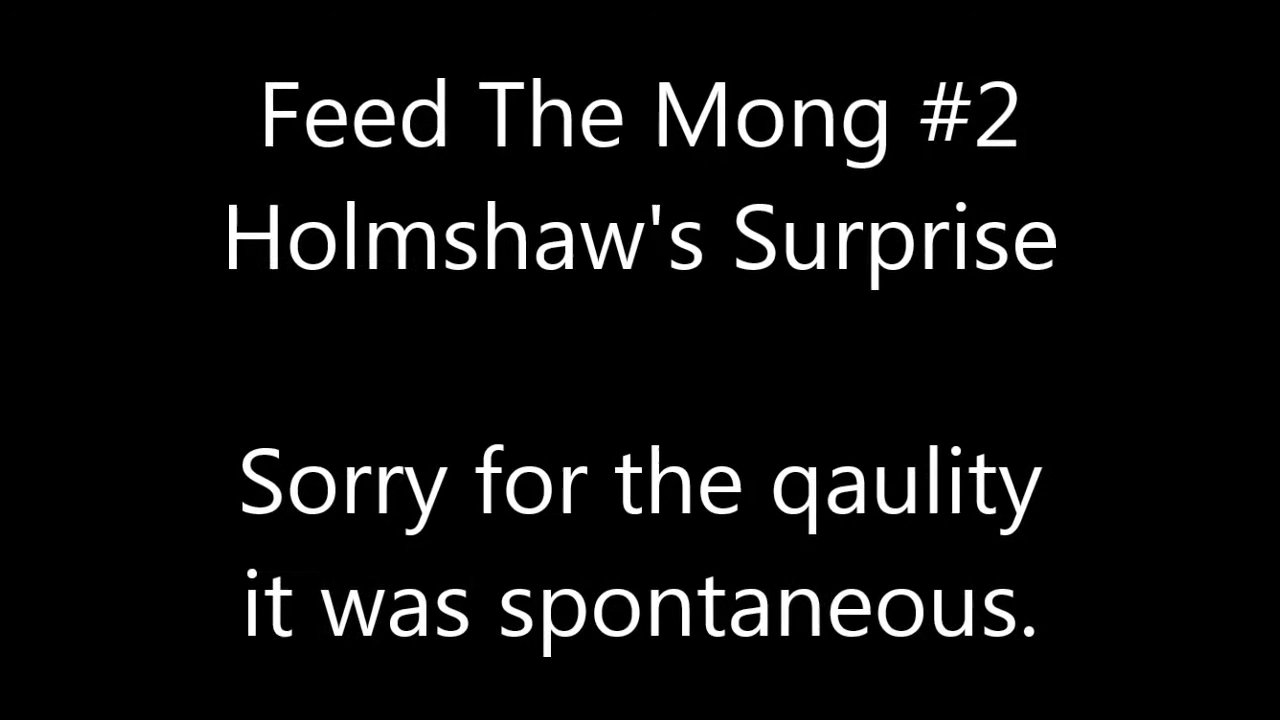 Feed The Mong #2
Holmshaw's Surprise
Sorry for the qaulity
it was spontaneous.